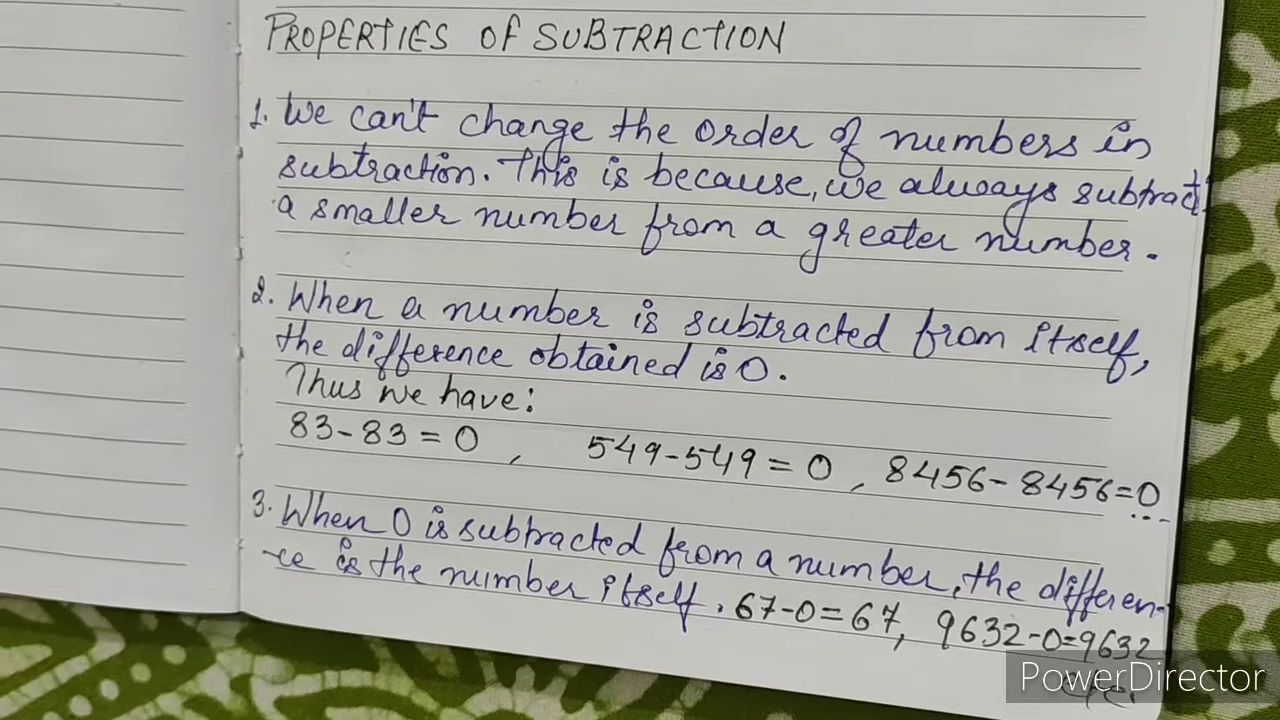 PROPERTIES OF SUBTRACTION
1. We can't change the order of numbers in
subtraction. This is because, we always subtract
a smaller number from a greater number.
2. When a number is subtracted from itself,
the difference obtained is 0.
Thus we have:
83-83=0, 549-549=0, 8456-8456=0...
3. When 0 is subtracted from a number, the differen-
-ce is the number itself. 67-0=67, 9632-0=9632
PowerDirector